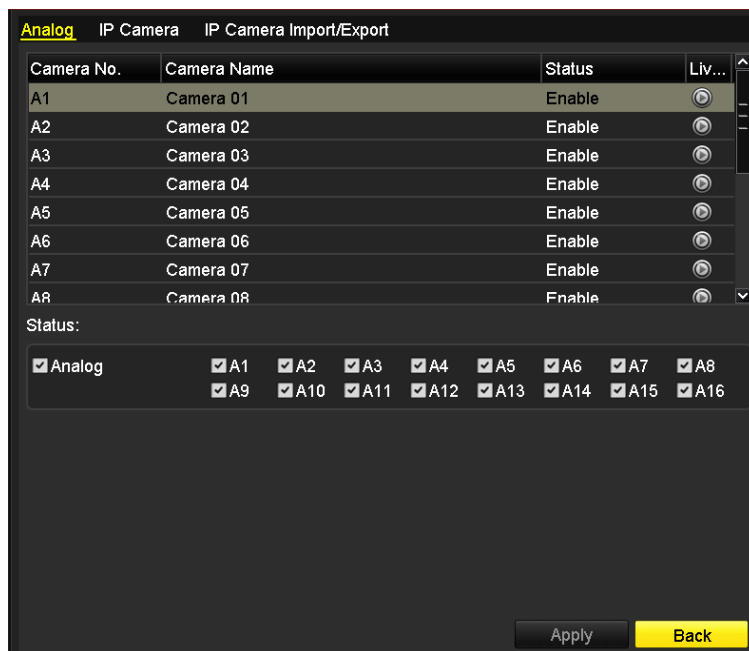 Analog IP Camera IP Camera Import/Export
Camera No. Camera Name Status Liv...
A1 Camera 01 Enable
A2 Camera 02 Enable
A3 Camera 03 Enable
A4 Camera 04 Enable
A5 Camera 05 Enable
A6 Camera 06 Enable
A7 Camera 07 Enable
A8 Camera 08 Enable
Status:
Analog A1 A2 A3 A4 A5 A6 A7 A8
A9 A10 A11 A12 A13 A14 A15 A16
Apply Back